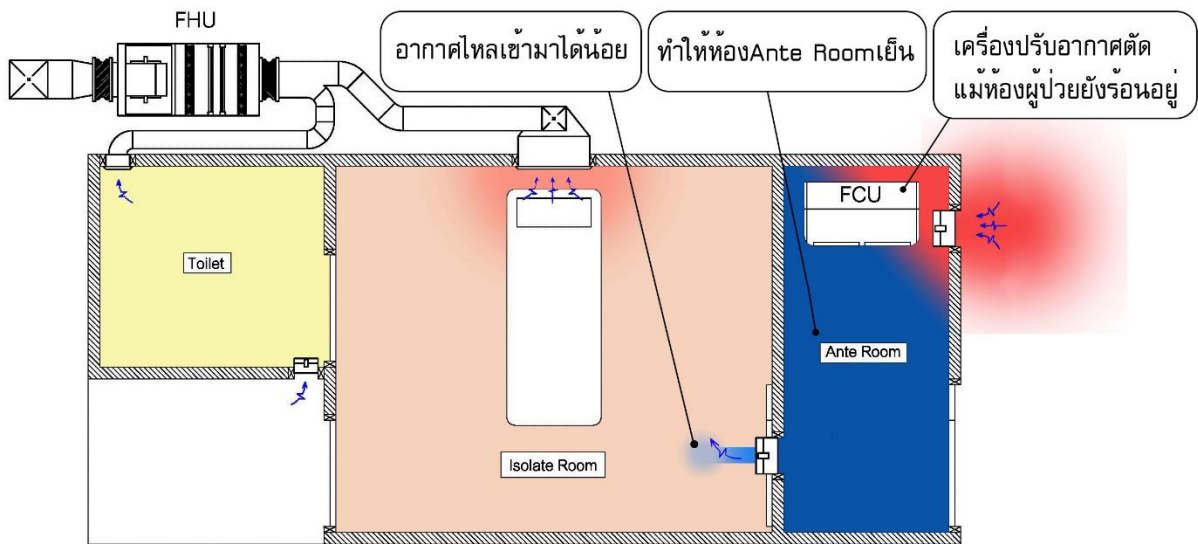 FHU
อากาศไหลเข้ามาได้น้อย
ทำให้ห้องAnte Roomเย็น
เครื่องปรับอากาศตัด
แม้ห้องผู้ป่วยยังร้อนอยู่
FCU
Toilet
Ante Room
Isolate Room